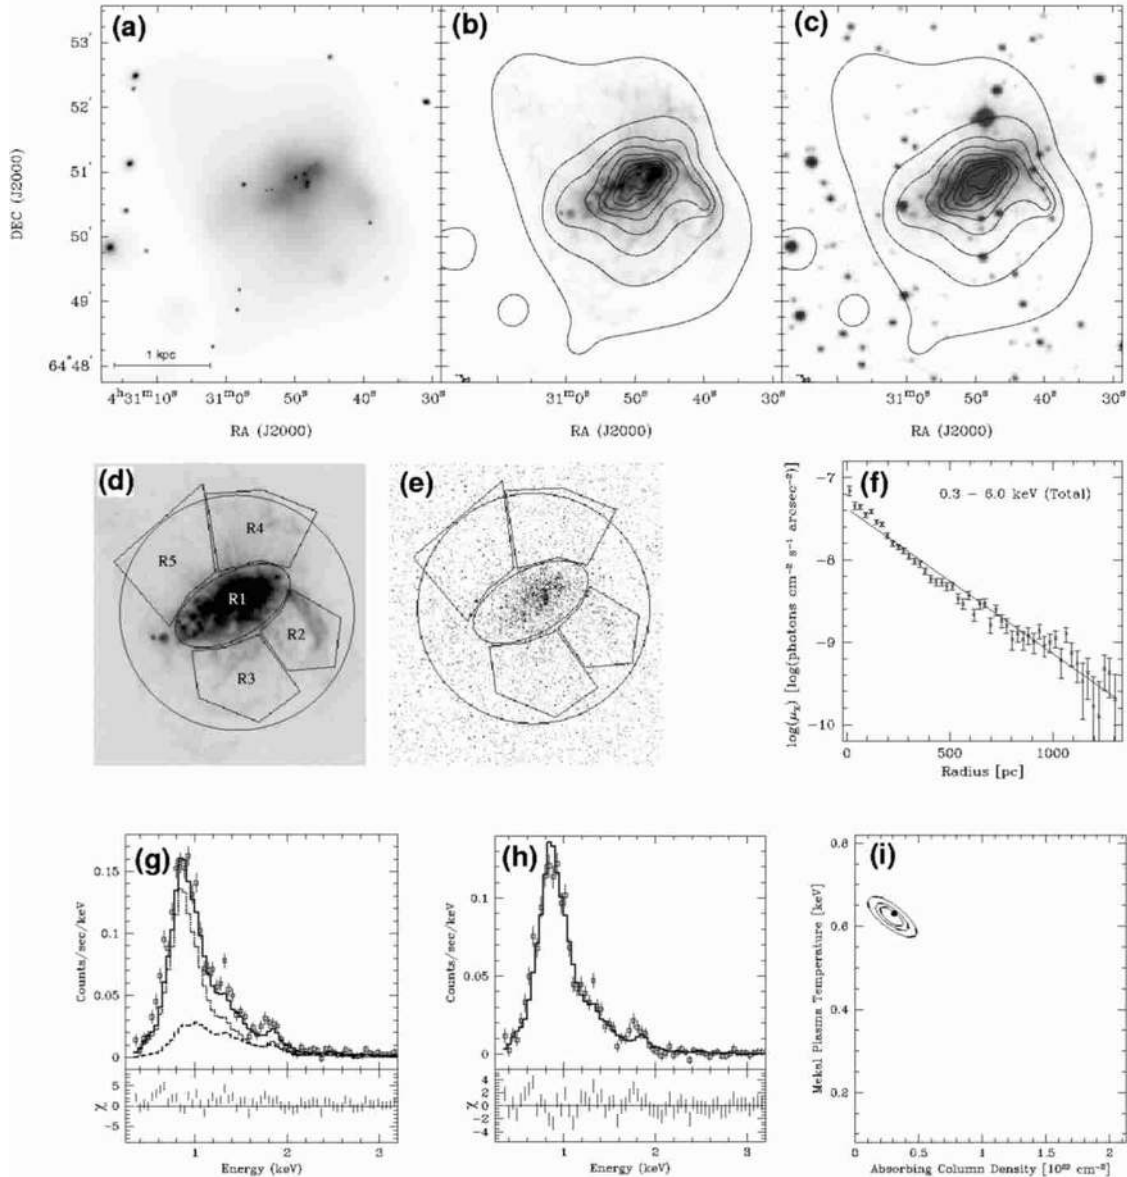 (a)
(b)
(c)
53'
52'
51'
50'
49'
64°48'
DEC (J2000)
1 kpc
4ʰ31ᵐ10ˢ
31ᵐ0ˢ
50ˢ
40ˢ
30ˢ
31ᵐ0ˢ
50ˢ
40ˢ
30ˢ
31ᵐ0ˢ
50ˢ
40ˢ
30ˢ
RA (J2000)
RA (J2000)
RA (J2000)
(d)
R4
R5
R1
R2
R3
(e)
(f)
0.3 – 6.0 keV (Total)
-7
-8
-9
-10
log(μ_X) [log(photons cm⁻² s⁻¹ arcsec⁻²)]
0
500
1000
Radius [pc]
(g)
0.15
0.1
0.05
0
Counts/sec/keV
5
0
-5
χ
1
2
3
Energy (keV)
(h)
0.1
0.05
0
Counts/sec/keV
4
2
0
-2
-4
χ
1
2
3
Energy (keV)
(i)
0.8
0.6
0.4
0.2
Mekal Plasma Temperature [keV]
0
0.5
1
1.5
2
Absorbing Column Density [10²² cm⁻²]